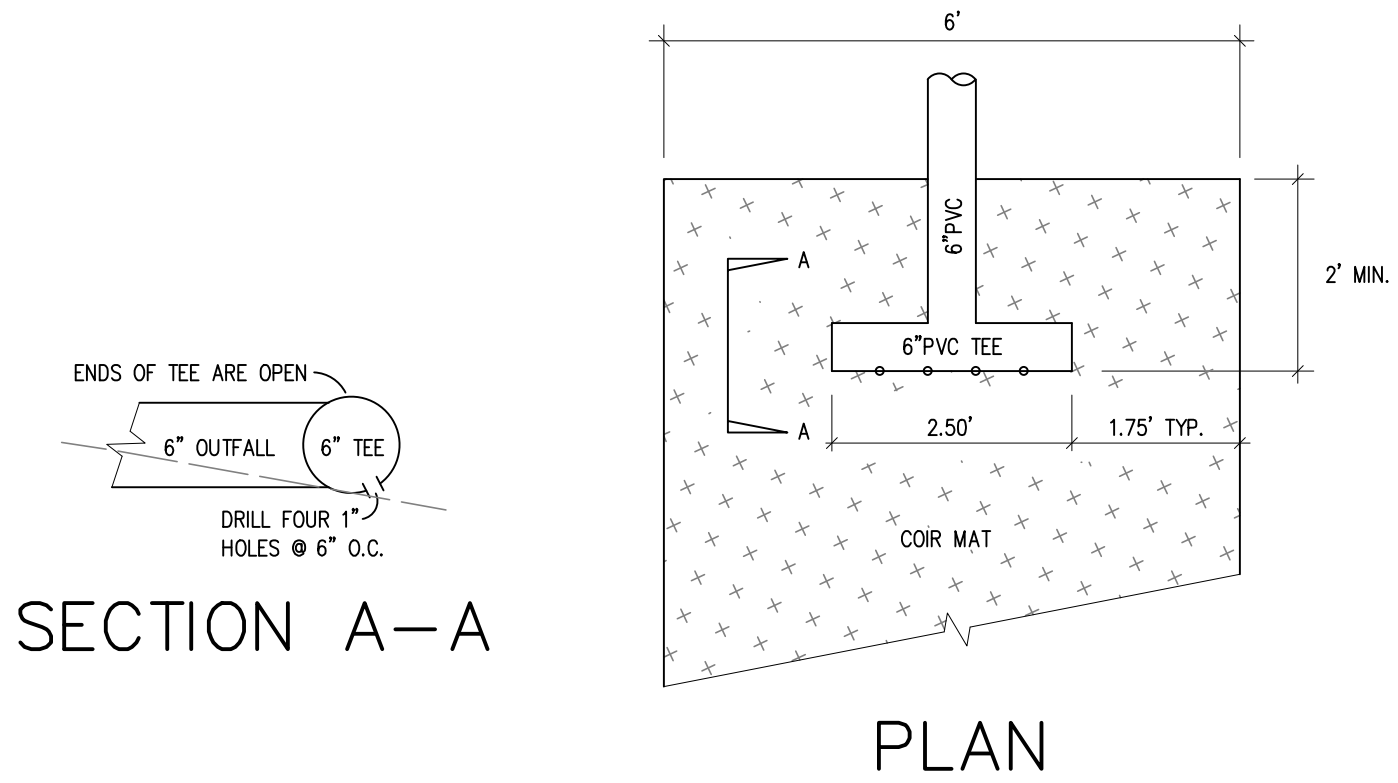 6'
6"PVC
A
2' MIN.
6"PVC TEE
ENDS OF TEE ARE OPEN
A
2.50'
1.75' TYP.
6" OUTFALL
6" TEE
DRILL FOUR 1"
HOLES @ 6" O.C.
COIR MAT
SECTION A-A
PLAN